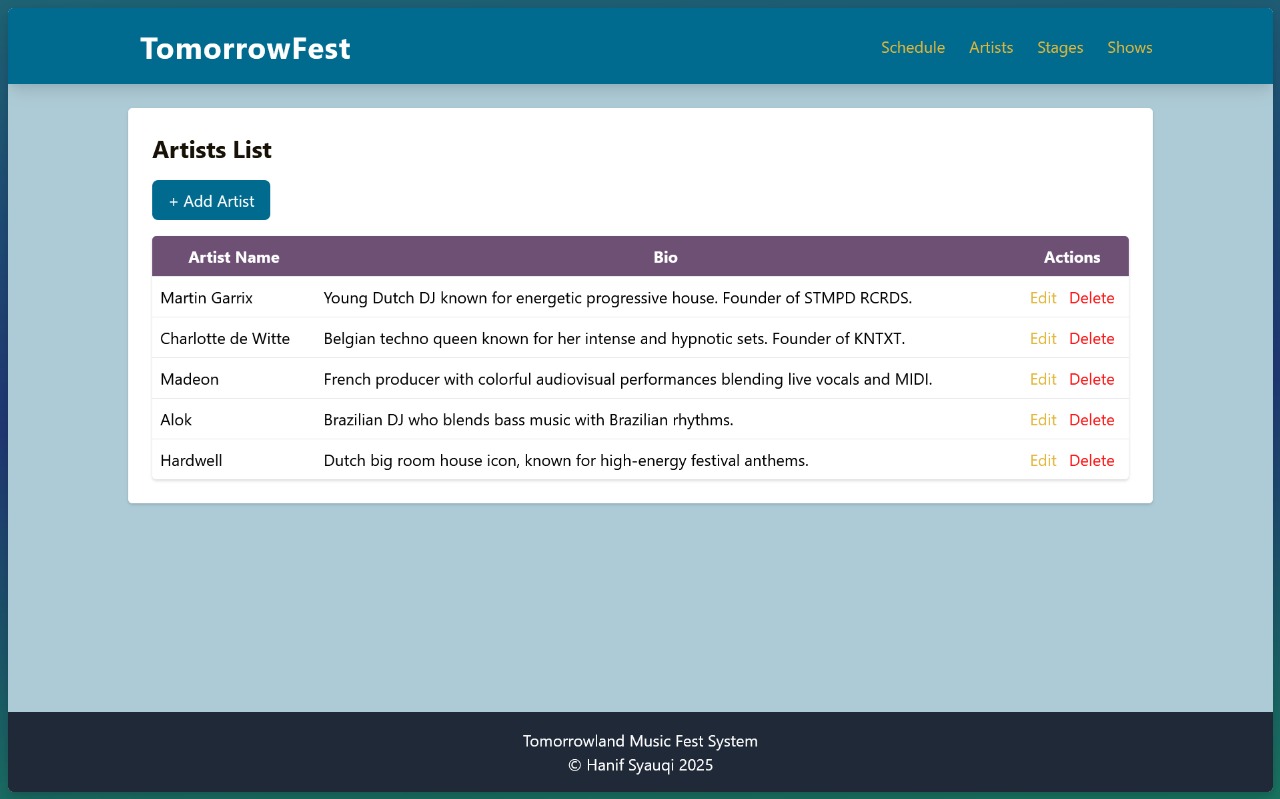 TomorrowFest
Schedule Artists Stages Shows
Artists List
+ Add Artist
Artist Name Bio Actions
Martin Garrix Young Dutch DJ known for energetic progressive house. Founder of STMPD RCRDS. Edit Delete
Charlotte de Witte Belgian techno queen known for her intense and hypnotic sets. Founder of KNTXT. Edit Delete
Madeon French producer with colorful audiovisual performances blending live vocals and MIDI. Edit Delete
Alok Brazilian DJ who blends bass music with Brazilian rhythms. Edit Delete
Hardwell Dutch big room house icon, known for high-energy festival anthems. Edit Delete
Tomorrowland Music Fest System
© Hanif Syauqi 2025